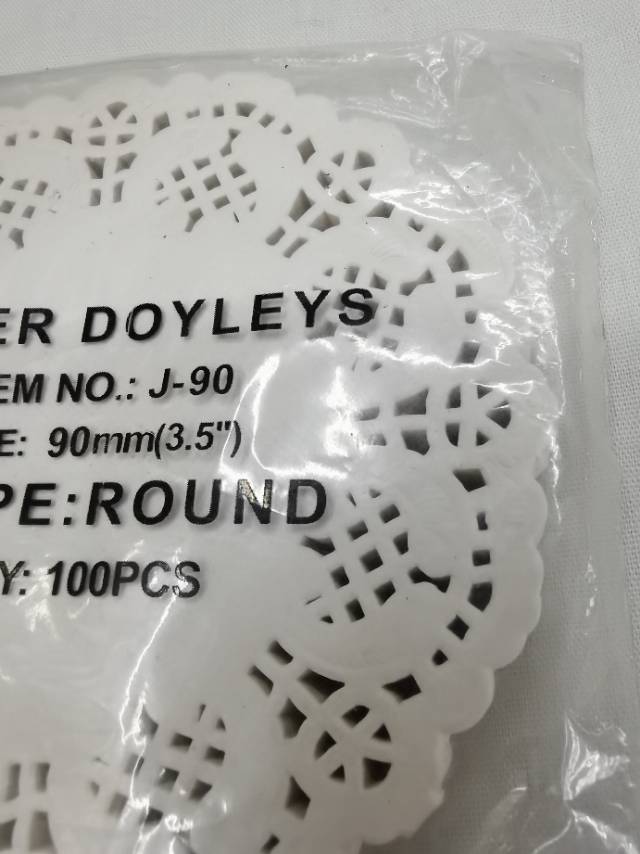 ER DOYLEYS
EM NO.: J-90
E: 90mm(3.5")
PE:ROUND
Y: 100PCS